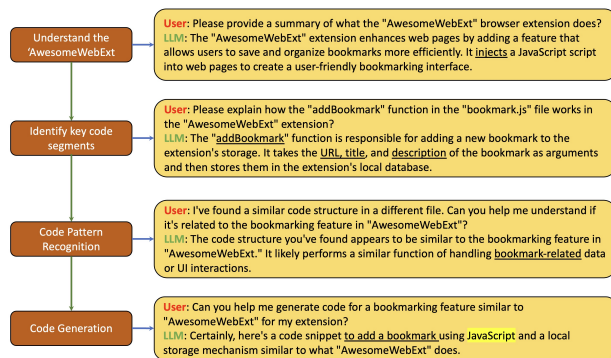 Understand the
'AwesomeWebExt
User: Please provide a summary of what the "AwesomeWebExt" browser extension does?
LLM: The "AwesomeWebExt" extension enhances web pages by adding a feature that
allows users to save and organize bookmarks more efficiently. It injects a JavaScript script
into web pages to create a user-friendly bookmarking interface.
Identify key code
segments
User: Please explain how the "addBookmark" function in the "bookmark.js" file works in
the "AwesomeWebExt" extension?
LLM: The "addBookmark" function is responsible for adding a new bookmark to the
extension's storage. It takes the URL, title, and description of the bookmark as arguments
and then stores them in the extension's local database.
Code Pattern
Recognition
User: I've found a similar code structure in a different file. Can you help me understand if
it's related to the bookmarking feature in "AwesomeWebExt"?
LLM: The code structure you've found appears to be similar to the bookmarking feature in
"AwesomeWebExt." It likely performs a similar function of handling bookmark-related data
or UI interactions.
Code Generation
User: Can you help me generate code for a bookmarking feature similar to
"AwesomeWebExt" for my extension?
LLM: Certainly, here's a code snippet to add a bookmark using JavaScript and a local
storage mechanism similar to what "AwesomeWebExt" does.